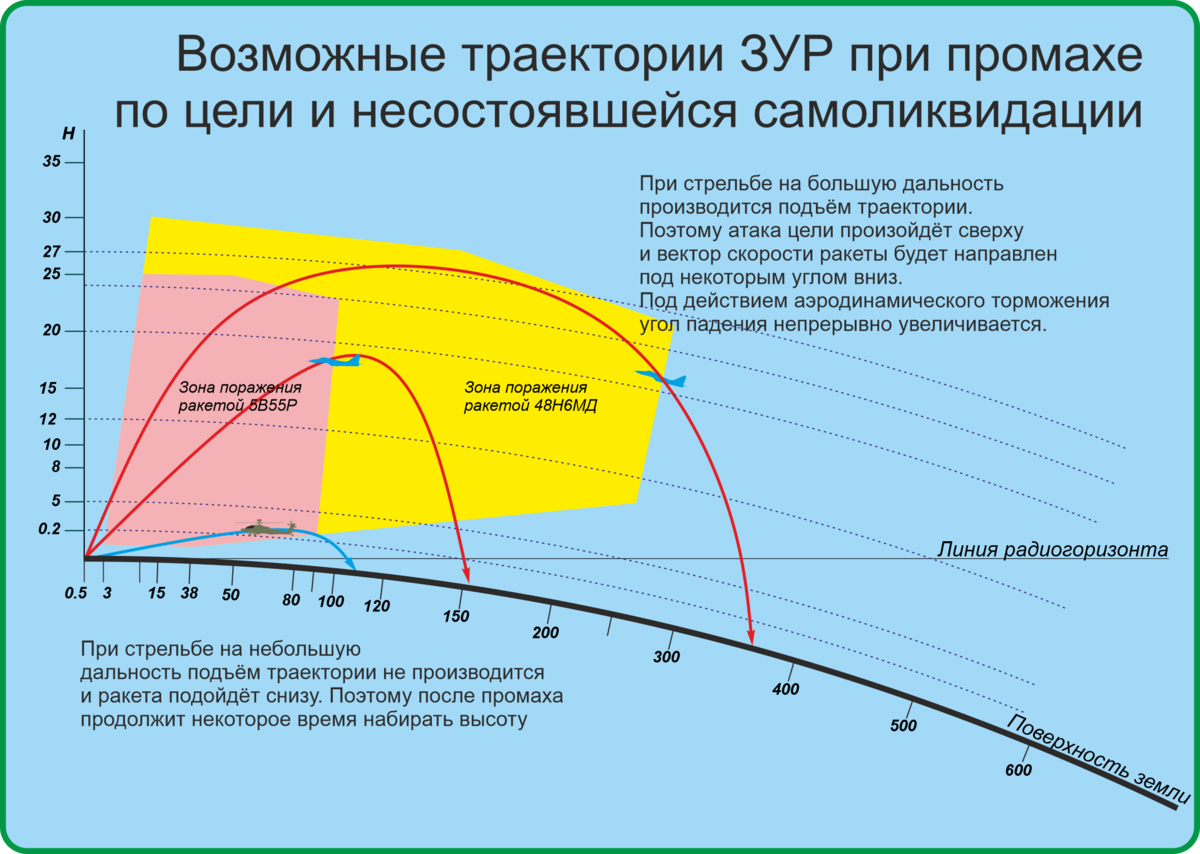 Возможные траектории ЗУР при промахе
по цели и несостоявшейся самоликвидации
H
35
30
27
25
20
15
12
10
8
5
0.2
При стрельбе на большую дальность
производится подъём траектории.
Поэтому атака цели произойдёт сверху
и вектор скорости ракеты будет направлен
под некоторым углом вниз.
Под действием аэродинамического торможения
угол падения непрерывно увеличивается.
Зона поражения
ракетой 5В55Р
Зона поражения
ракетой 48Н6МД
Линия радиогоризонта
0.5 3 15 38 50 80 100 120 150 200 300 400 500 600
Поверхность земли
При стрельбе на небольшую
дальность подъём траектории не производится
и ракета подойдёт снизу. Поэтому после промаха
продолжит некоторое время набирать высоту